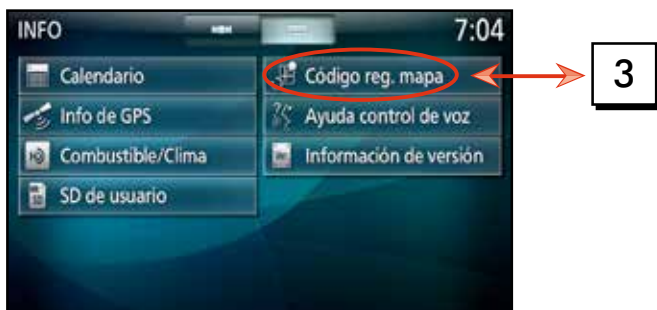 INFO 7:04
Calendario Código reg. mapa 3
Info de GPS Ayuda control de voz
Combustible/Clima Información de versión
SD de usuario